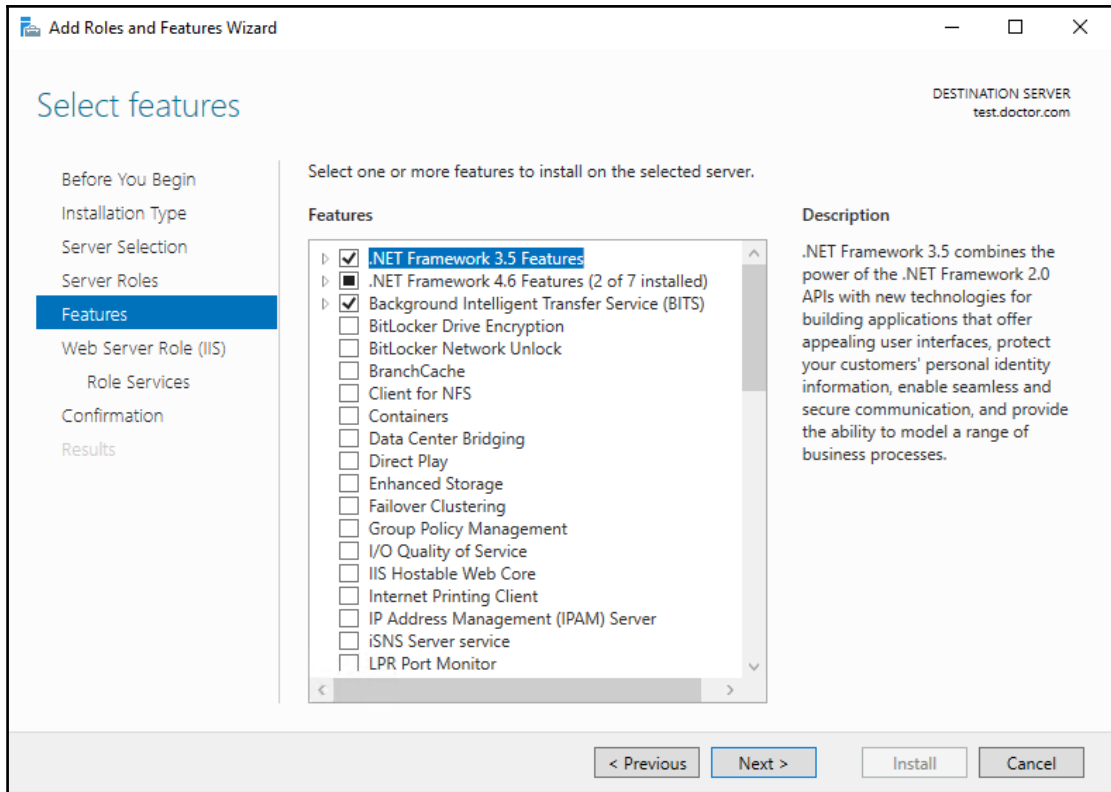 Add Roles and Features Wizard
Select features
DESTINATION SERVER
test.doctor.com
Before You Begin
Installation Type
Server Selection
Server Roles
Features
Web Server Role (IIS)
Role Services
Confirmation
Results
Select one or more features to install on the selected server.
Features
.NET Framework 3.5 Features
.NET Framework 4.6 Features (2 of 7 installed)
Background Intelligent Transfer Service (BITS)
BitLocker Drive Encryption
BitLocker Network Unlock
BranchCache
Client for NFS
Containers
Data Center Bridging
Direct Play
Enhanced Storage
Failover Clustering
Group Policy Management
I/O Quality of Service
IIS Hostable Web Core
Internet Printing Client
IP Address Management (IPAM) Server
iSNS Server service
LPR Port Monitor
Description
.NET Framework 3.5 combines the
power of the .NET Framework 2.0
APIs with new technologies for
building applications that offer
appealing user interfaces, protect
your customers' personal identity
information, enable seamless and
secure communication, and provide
the ability to model a range of
business processes.
< Previous
Next >
Install
Cancel